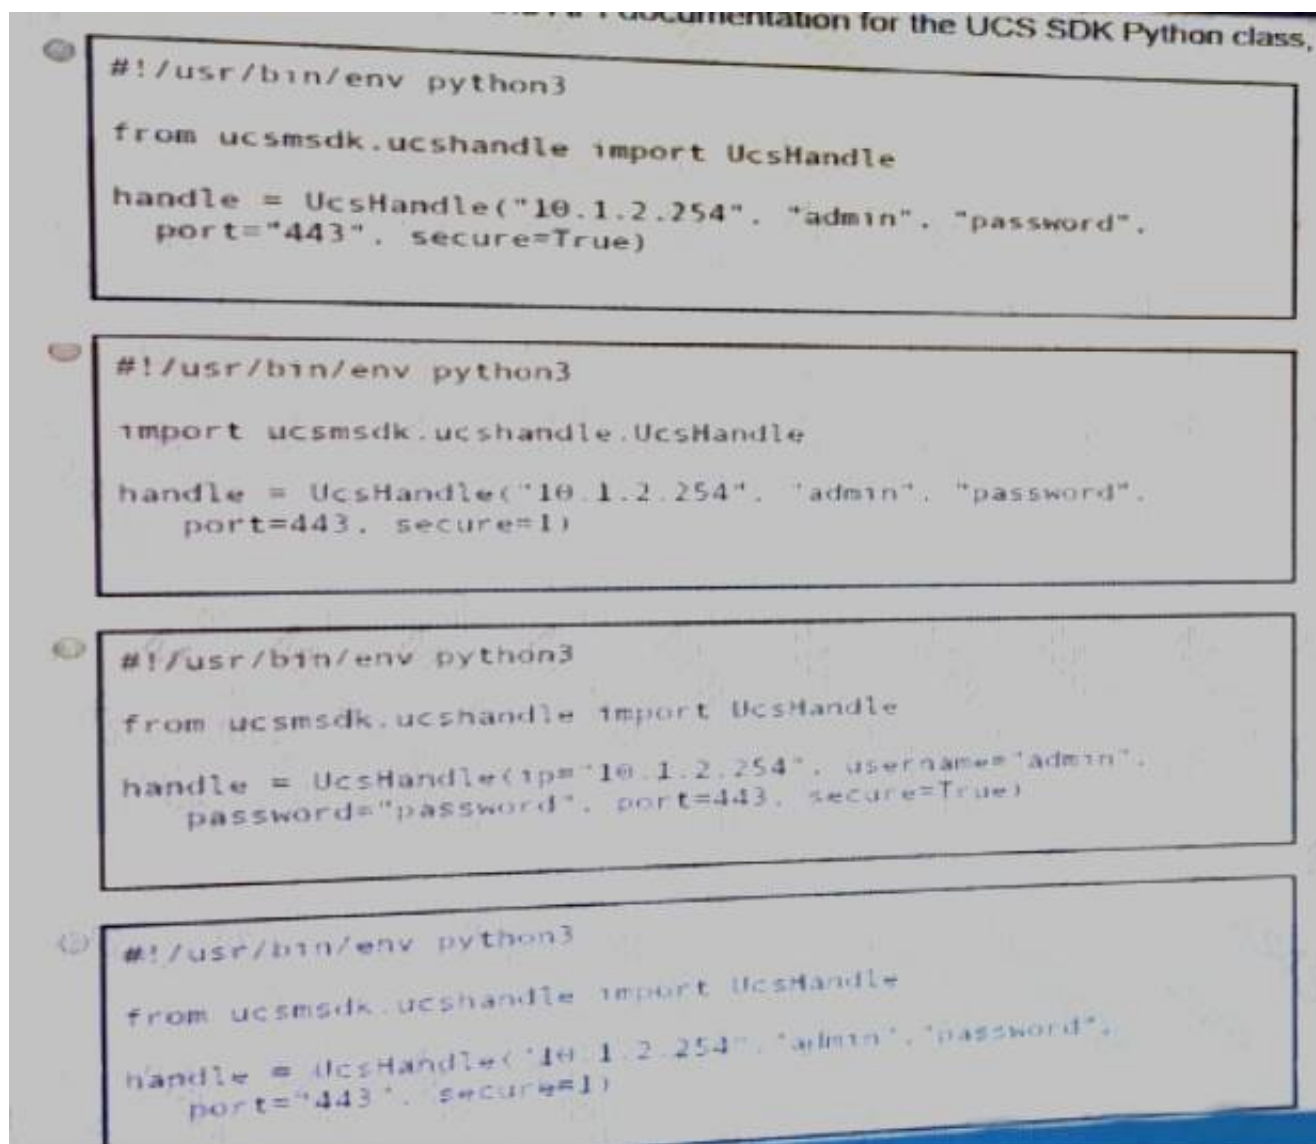 documentation for the UCS SDK Python class,
#!/usr/bin/env python3
from ucsmsdk.ucshandle import UcsHandle
handle = UcsHandle("10.1.2.254", "admin", "password",
port="443", secure=True)
#!/usr/bin/env python3
import ucsmsdk.ucshandle.UcsHandle
handle = UcsHandle("10.1.2.254", "admin", "password",
port=443, secure=1)
#!/usr/bin/env python3
from ucsmsdk.ucshandle import UcsHandle
handle = UcsHandle(ip="10.1.2.254", username="admin",
password="password", port=443, secure=True)
#!/usr/bin/env python3
from ucsmsdk.ucshandle import UcsHandle
handle = UcsHandle("10.1.2.254", "admin", "password",
port="443", secure=1)